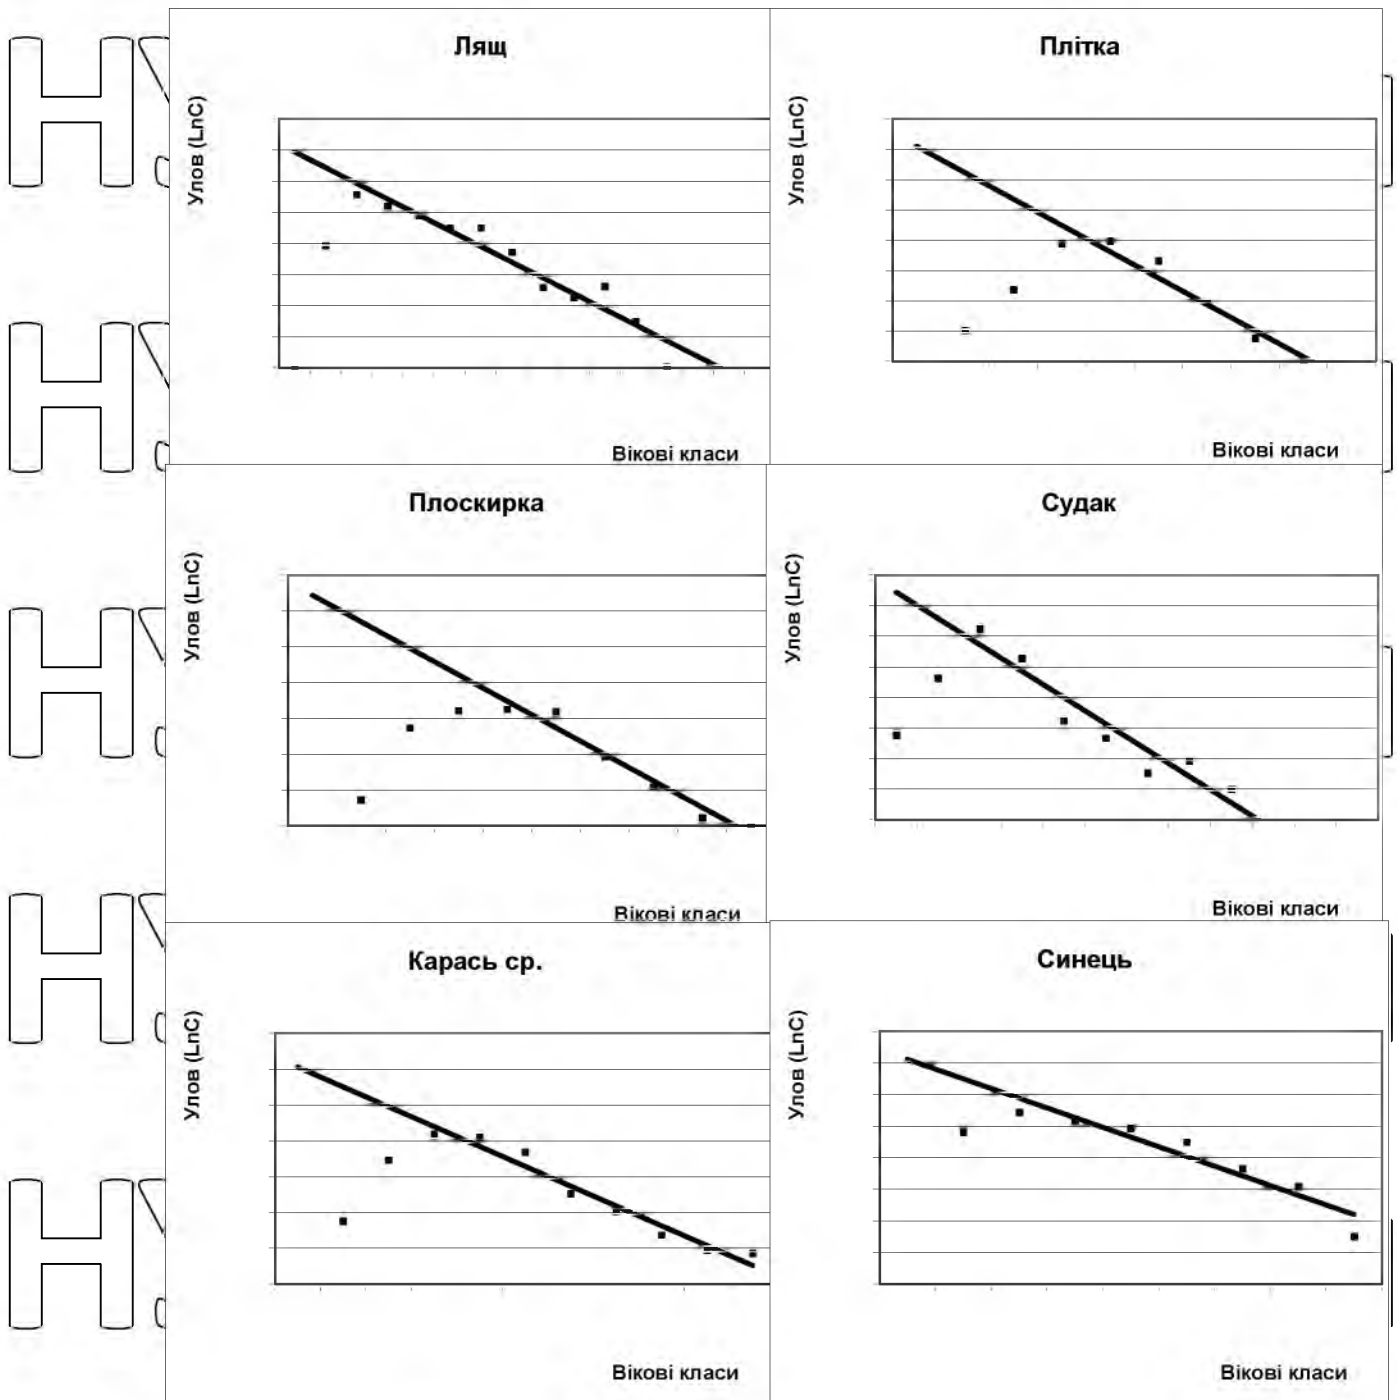 Лящ
Улов (LnC)
Вікові класи
Плітка
Улов (LnC)
Вікові класи
Плоскирка
Улов (LnC)
Вікові класи
Судак
Улов (LnC)
Вікові класи
Карась ср.
Улов (LnC)
Вікові класи
Синець
Улов (LnC)
Вікові класи